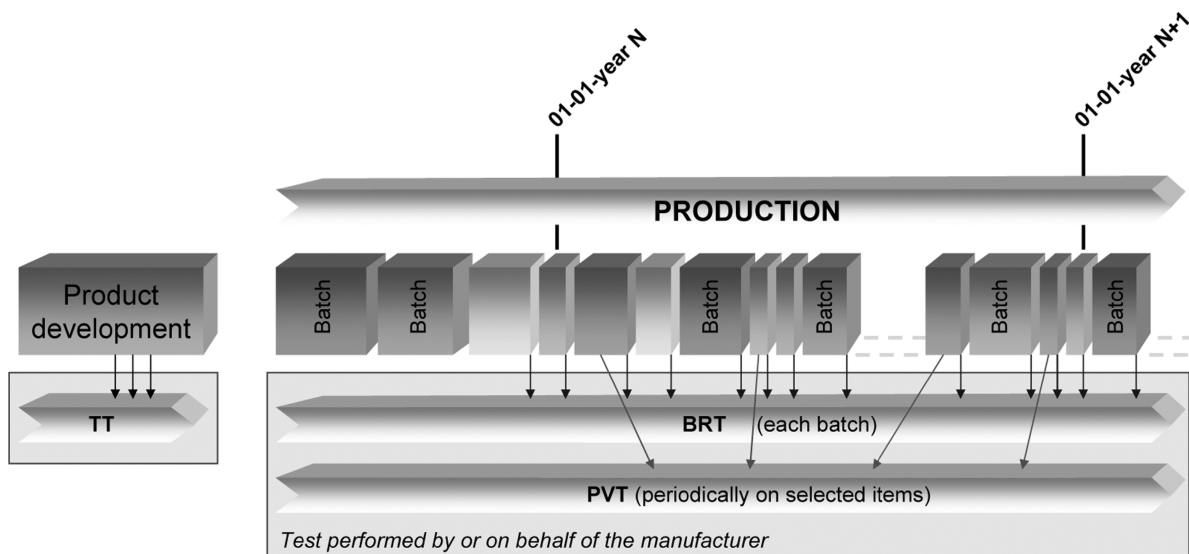 01-01-year N
01-01-year N+1
PRODUCTION
Product
development
Batch
Batch
Batch
Batch
Batch
Batch
TT
BRT (each batch)
PVT (periodically on selected items)
Test performed by or on behalf of the manufacturer